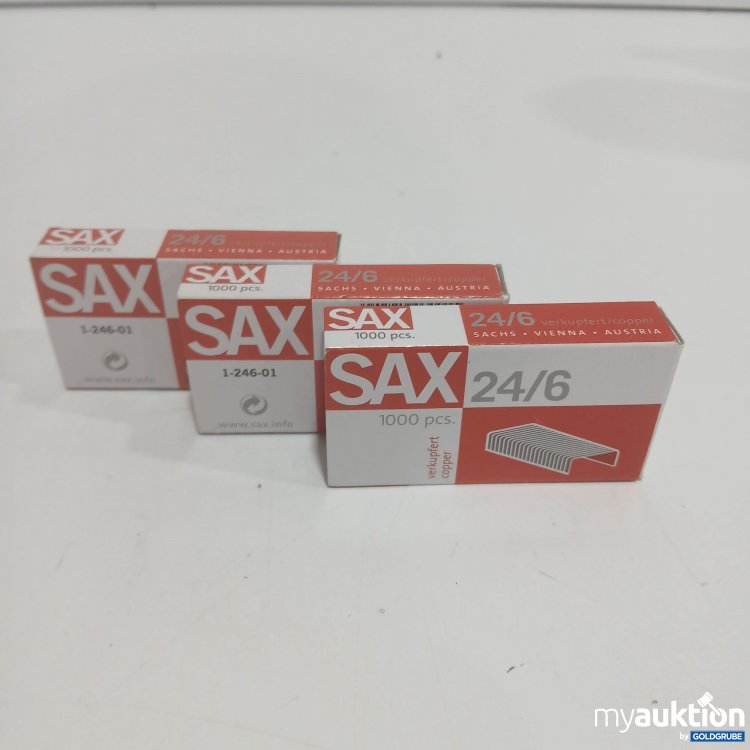 SAX
1000 pcs.
24/6 verkupfert/copper
SACHS • VIENNA • AUSTRIA
SAX
1-246-01
www.sax.info
SAX
1000 pcs.
24/6 verkupfert/copper
SACHS • VIENNA • AUSTRIA
SAX
1-246-01
www.sax.info
SAX
1000 pcs.
24/6 verkupfert/copper
SACHS • VIENNA • AUSTRIA
SAX
24/6
1000 pcs.
verkupfert
copper
myauktion
by GOLDGRUBE